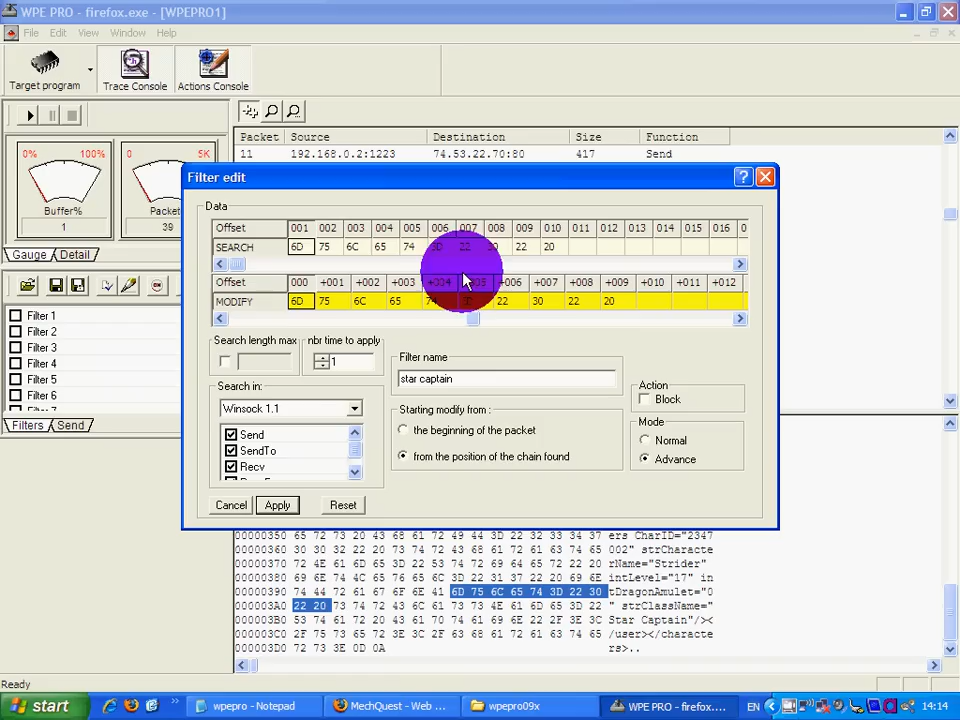 WPE PRO - firefox.exe - [WPEPRO1]
File Edit View Window Help
Target program Trace Console Actions Console
0% 100% 0 5K
Buffer% Packet
1 39
Gauge Detail
Packet Source Destination Size Function
11 192.168.0.2:1223 74.53.22.70:80 417 Send
Filter 1
Filter 2
Filter 3
Filter 4
Filter 5
Filter 6
Filters Send
Filter edit
Data
Offset 001 002 003 004 005 006 007 008 009 010 011 012 013 014 015 016 0
SEARCH 6D 75 6C 65 74 3D 22 30 22 20
Offset 000 +001 +002 +003 +004 +005 +006 +007 +008 +009 +010 +011 +012
MODIFY 6D 75 6C 65 74 3D 22 30 22 20
Search length max nbr time to apply
1
Filter name
star captain
Search in:
Winsock 1.1
Send
SendTo
Recv
Starting modify from :
the beginning of the packet
from the position of the chain found
Action
Block
Mode
Normal
Advance
Cancel Apply Reset
00000350 65 72 73 20 43 68 61 72 49 44 3D 22 32 33 34 37 ers CharID="2347
00000360 30 30 32 22 20 73 74 72 43 68 61 72 61 63 74 65 002" strCharacte
00000370 72 4E 61 6D 65 3D 22 53 74 72 69 64 65 72 22 20 rName="Strider"
00000380 69 6E 74 4C 65 76 65 6C 3D 22 31 37 22 20 69 6E intLevel="17" in
00000390 74 44 72 61 67 6F 6E 41 6D 75 6C 65 74 3D 22 30 tDragonAmulet="0
000003A0 22 20 73 74 72 43 6C 61 73 73 4E 61 6D 65 3D 22 " strClassName="
000003B0 53 74 61 72 20 43 61 70 74 61 69 6E 22 2F 3E 3C Star Captain"/><
000003C0 2F 75 73 65 72 3E 3C 2F 63 68 61 72 61 63 74 65 /user></characte
000003D0 72 73 3E 0D 0A rs>..
Ready
start wpepro - Notepad MechQuest - Web ... wpepro09x WPE PRO - firefox.... EN 14:14